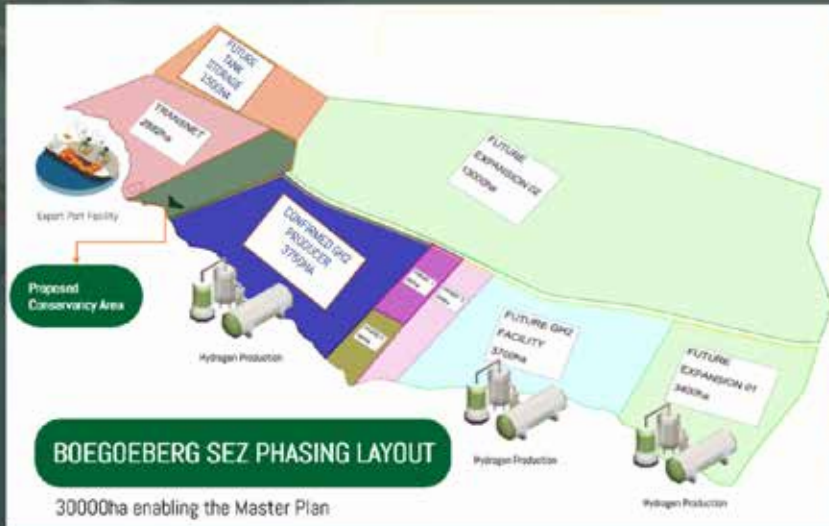 FUTURE
TANK
STORAGE
1500HA
TRANSNET
Export Port Facility
Proposed
Conservancy Area
CONFIRMED GH2
PRODUCER
3750HA
Hydrogen Production
FUTURE
EXPANSION 02
13000ha
FUTURE GH2
FACILITY
3700ha
Hydrogen Production
FUTURE
EXPANSION 01
3400ha
Hydrogen Production
BOEGOEBERG SEZ PHASING LAYOUT
30000ha enabling the Master Plan